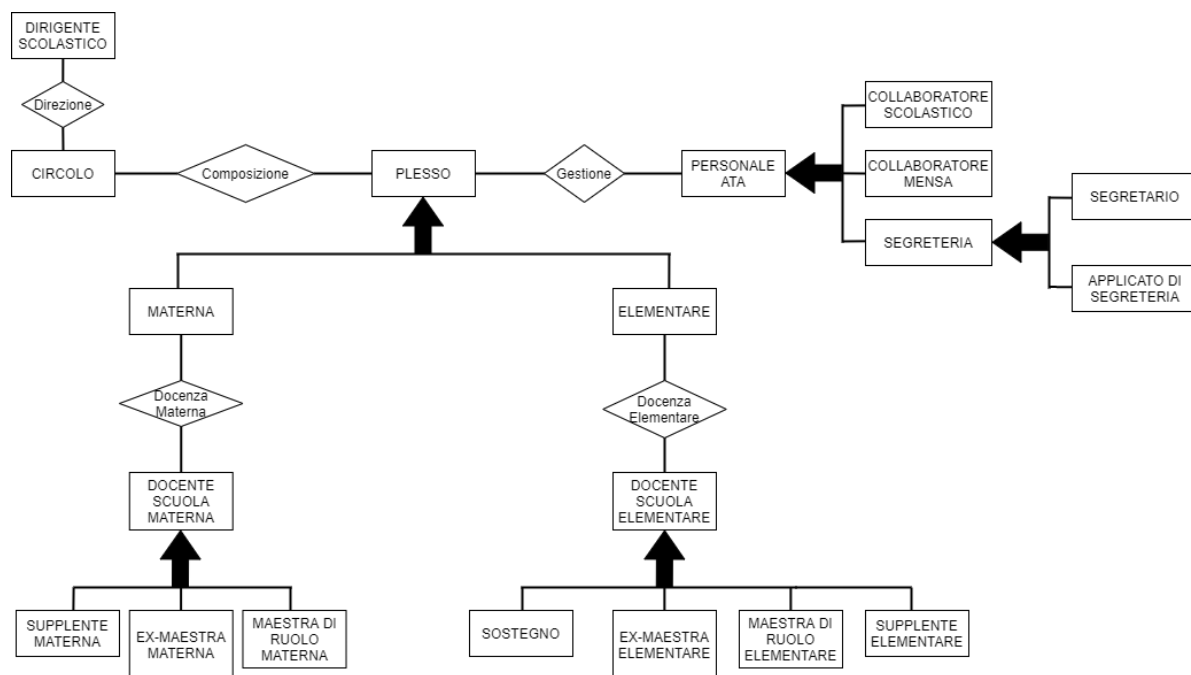 DIRIGENTE
SCOLASTICO
Direzione
CIRCOLO
Composizione
PLESSO
Gestione
PERSONALE
ATA
COLLABORATORE
SCOLASTICO
COLLABORATORE
MENSA
SEGRETERIA
SEGRETARIO
APPLICATO DI
SEGRETERIA
MATERNA
ELEMENTARE
Docenza
Materna
Docenza
Elementare
DOCENTE
SCUOLA
MATERNA
DOCENTE
SCUOLA
ELEMENTARE
SUPPLENTE
MATERNA
EX-MAESTRA
MATERNA
MAESTRA DI
RUOLO
MATERNA
SOSTEGNO
EX-MAESTRA
ELEMENTARE
MAESTRA DI
RUOLO
ELEMENTARE
SUPPLENTE
ELEMENTARE